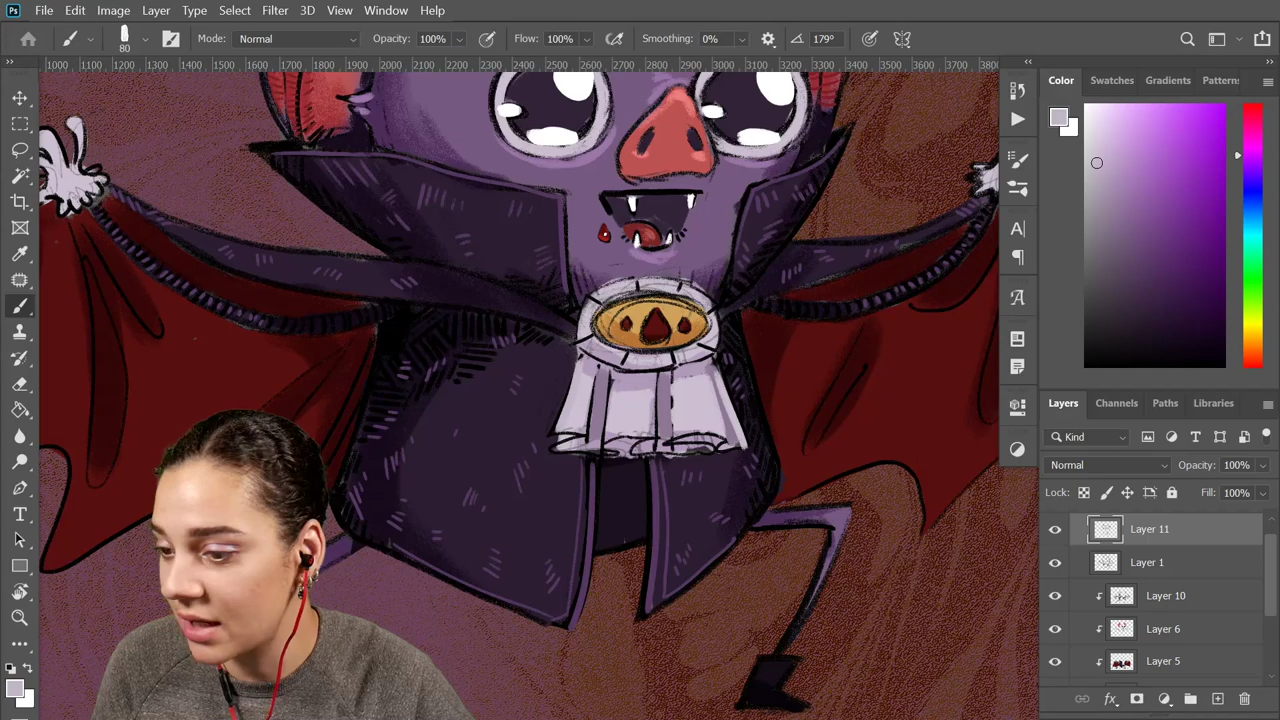 Ps File Edit Image Layer Type Select Filter 3D View Window Help
80 Mode: Normal Opacity: 100% Flow: 100% Smoothing: 0% 179°
1000 1100 1200 1300 1400 1500 1600 1700 1800 1900 2000 2100 2200 2300 2400 2500 2600 2700 2800 2900 3000 3100 3200 3300 3400 3500 3600 3700 380
Color Swatches Gradients Pattern
Layers Channels Paths Libraries
Kind
Normal Opacity: 100%
Lock: Fill: 100%
Layer 11
Layer 1
Layer 10
Layer 6
Layer 5
fx